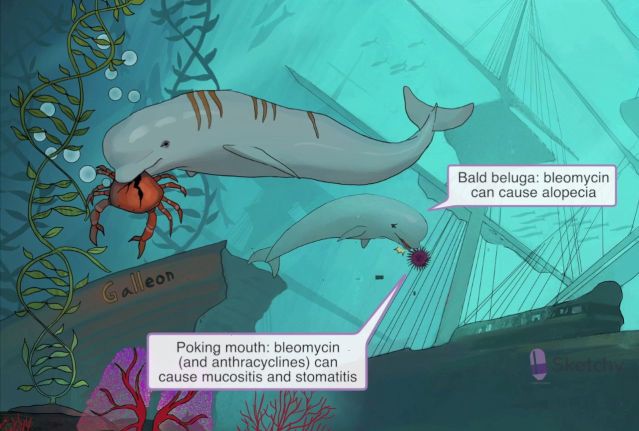 Bald beluga: bleomycin
can cause alopecia
Galleon
Poking mouth: bleomycin
(and anthracyclines) can
cause mucositis and stomatitis
Sketchy